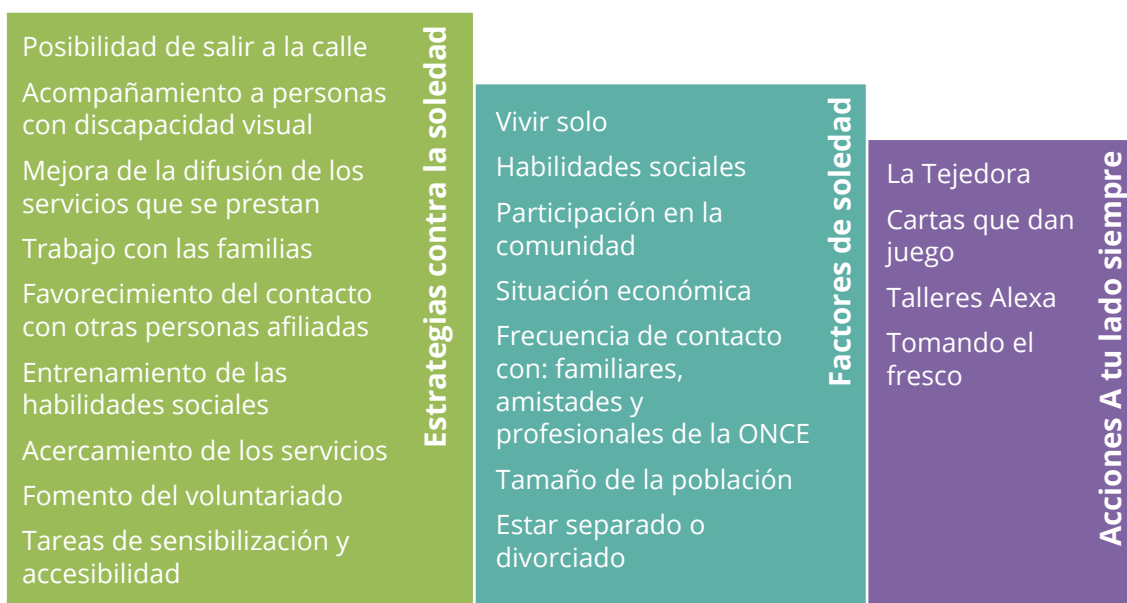 Posibilidad de salir a la calle
Acompañamiento a personas
con discapacidad visual
Mejora de la difusión de los
servicios que se prestan
Trabajo con las familias
Favorecimiento del contacto
con otras personas afiliadas
Entrenamiento de las
habilidades sociales
Acercamiento de los servicios
Fomento del voluntariado
Tareas de sensibilización y
accesibilidad
Estrategias contra la soledad
Vivir solo
Habilidades sociales
Participación en la
comunidad
Situación económica
Frecuencia de contacto
con: familiares,
amistades y
profesionales de la ONCE
Tamaño de la población
Estar separado o
divorciado
Factores de soledad
La Tejedora
Cartas que dan
juego
Talleres Alexa
Tomando el
fresco
Acciones A tu lado siempre